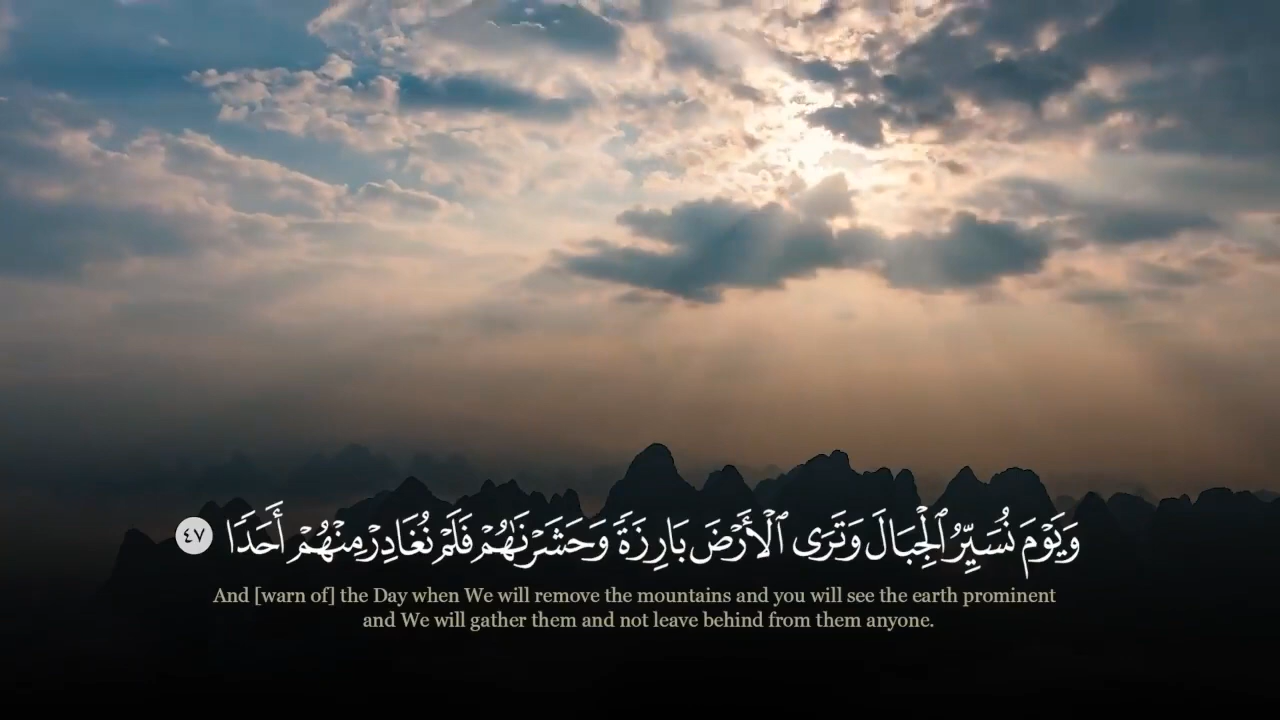 وَيَوْمَ نُسَيِّرُ ٱلْجِبَالَ وَتَرَى ٱلْأَرْضَ بَارِزَةً وَحَشَرْنَٰهُمْ فَلَمْ نُغَادِرْ مِنْهُمْ أَحَدًا ٤٧
And [warn of] the Day when We will remove the mountains and you will see the earth prominent
and We will gather them and not leave behind from them anyone.